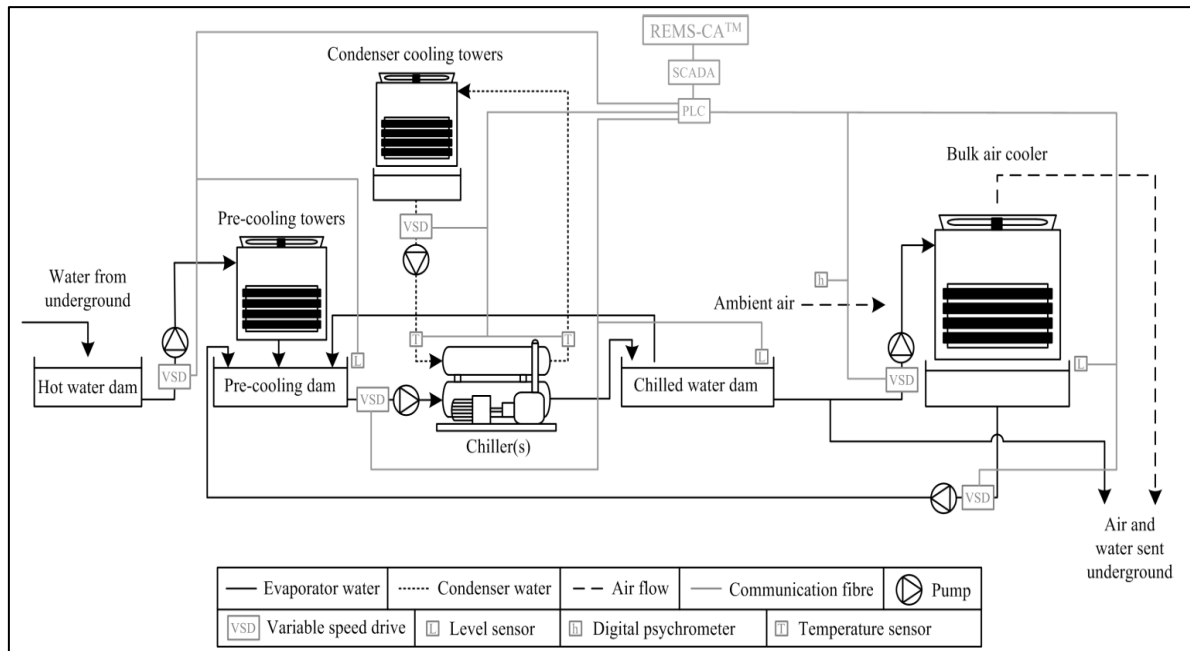 REMS-CA™
SCADA
PLC
Condenser cooling towers
VSD
Pre-cooling towers
Bulk air cooler
Water from
underground
Ambient air
h
T
T
L
L
L
VSD
VSD
VSD
Hot water dam
Pre-cooling dam
Chiller(s)
Chilled water dam
VSD
Air and
water sent
underground
Evaporator water
Condenser water
Air flow
Communication fibre
Pump
VSD Variable speed drive
L Level sensor
h Digital psychrometer
T Temperature sensor